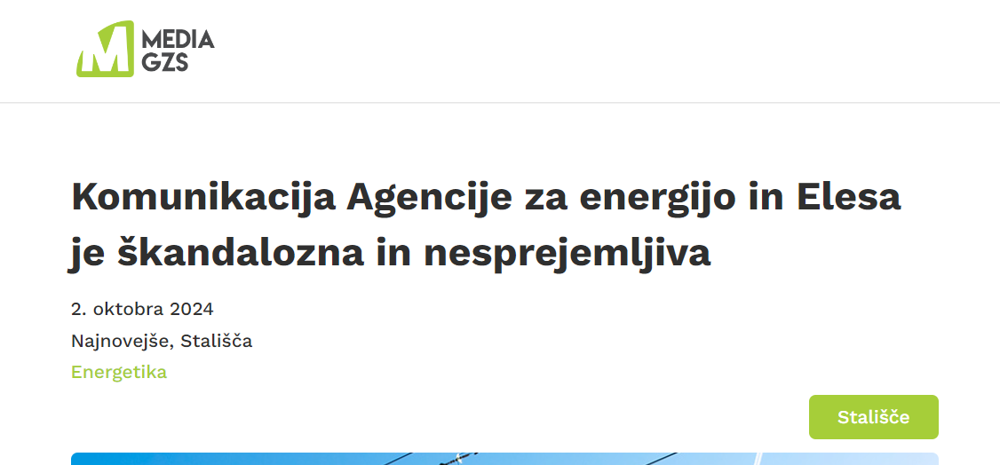 MEDIA
GZS
Komunikacija Agencije za energijo in Elesa
je škandalozna in nesprejemljiva
2. oktobra 2024
Najnovejše, Stališča
Energetika
Stališče